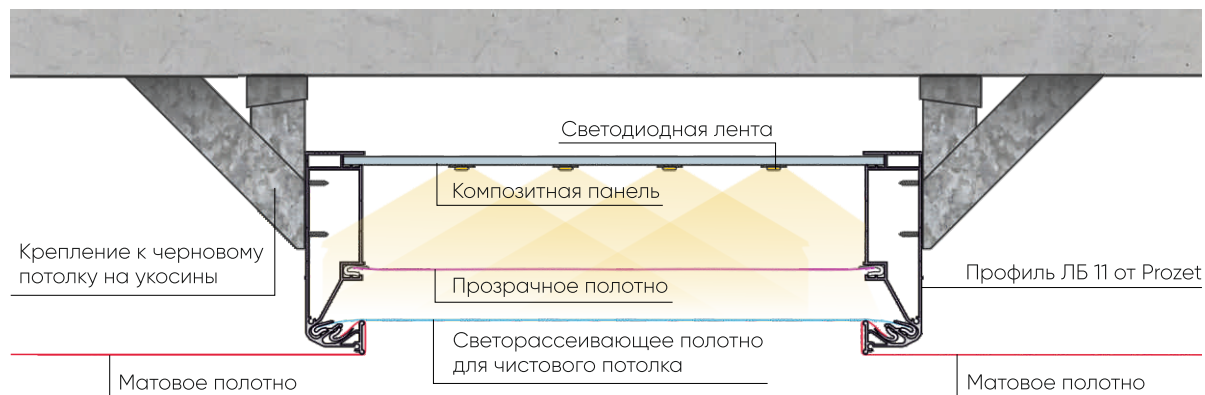 Светодиодная лента
Композитная панель
Крепление к черновому
потолку на укосины
Профиль ЛБ 11 от Prozet
Прозрачное полотно
Светорассеивающее полотно
для чистового потолка
Матовое полотно
Матовое полотно